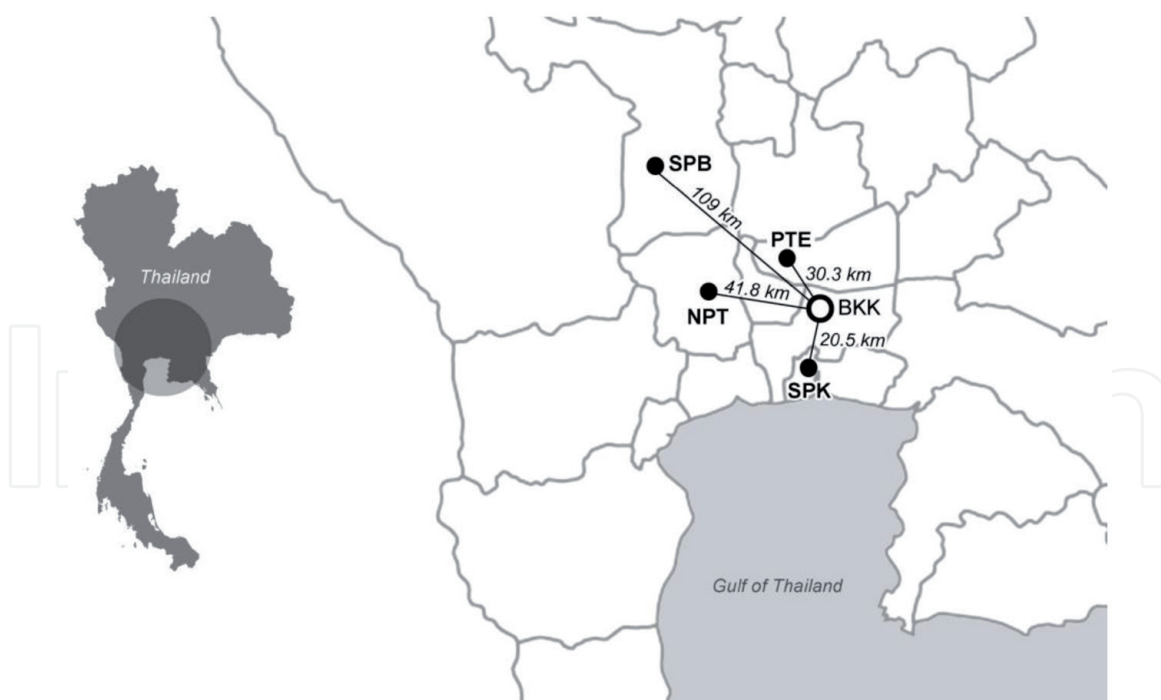 Thailand
SPB
109 km
PTE
30.3 km
41.8 km
NPT
BKK
20.5 km
SPK
Gulf of Thailand